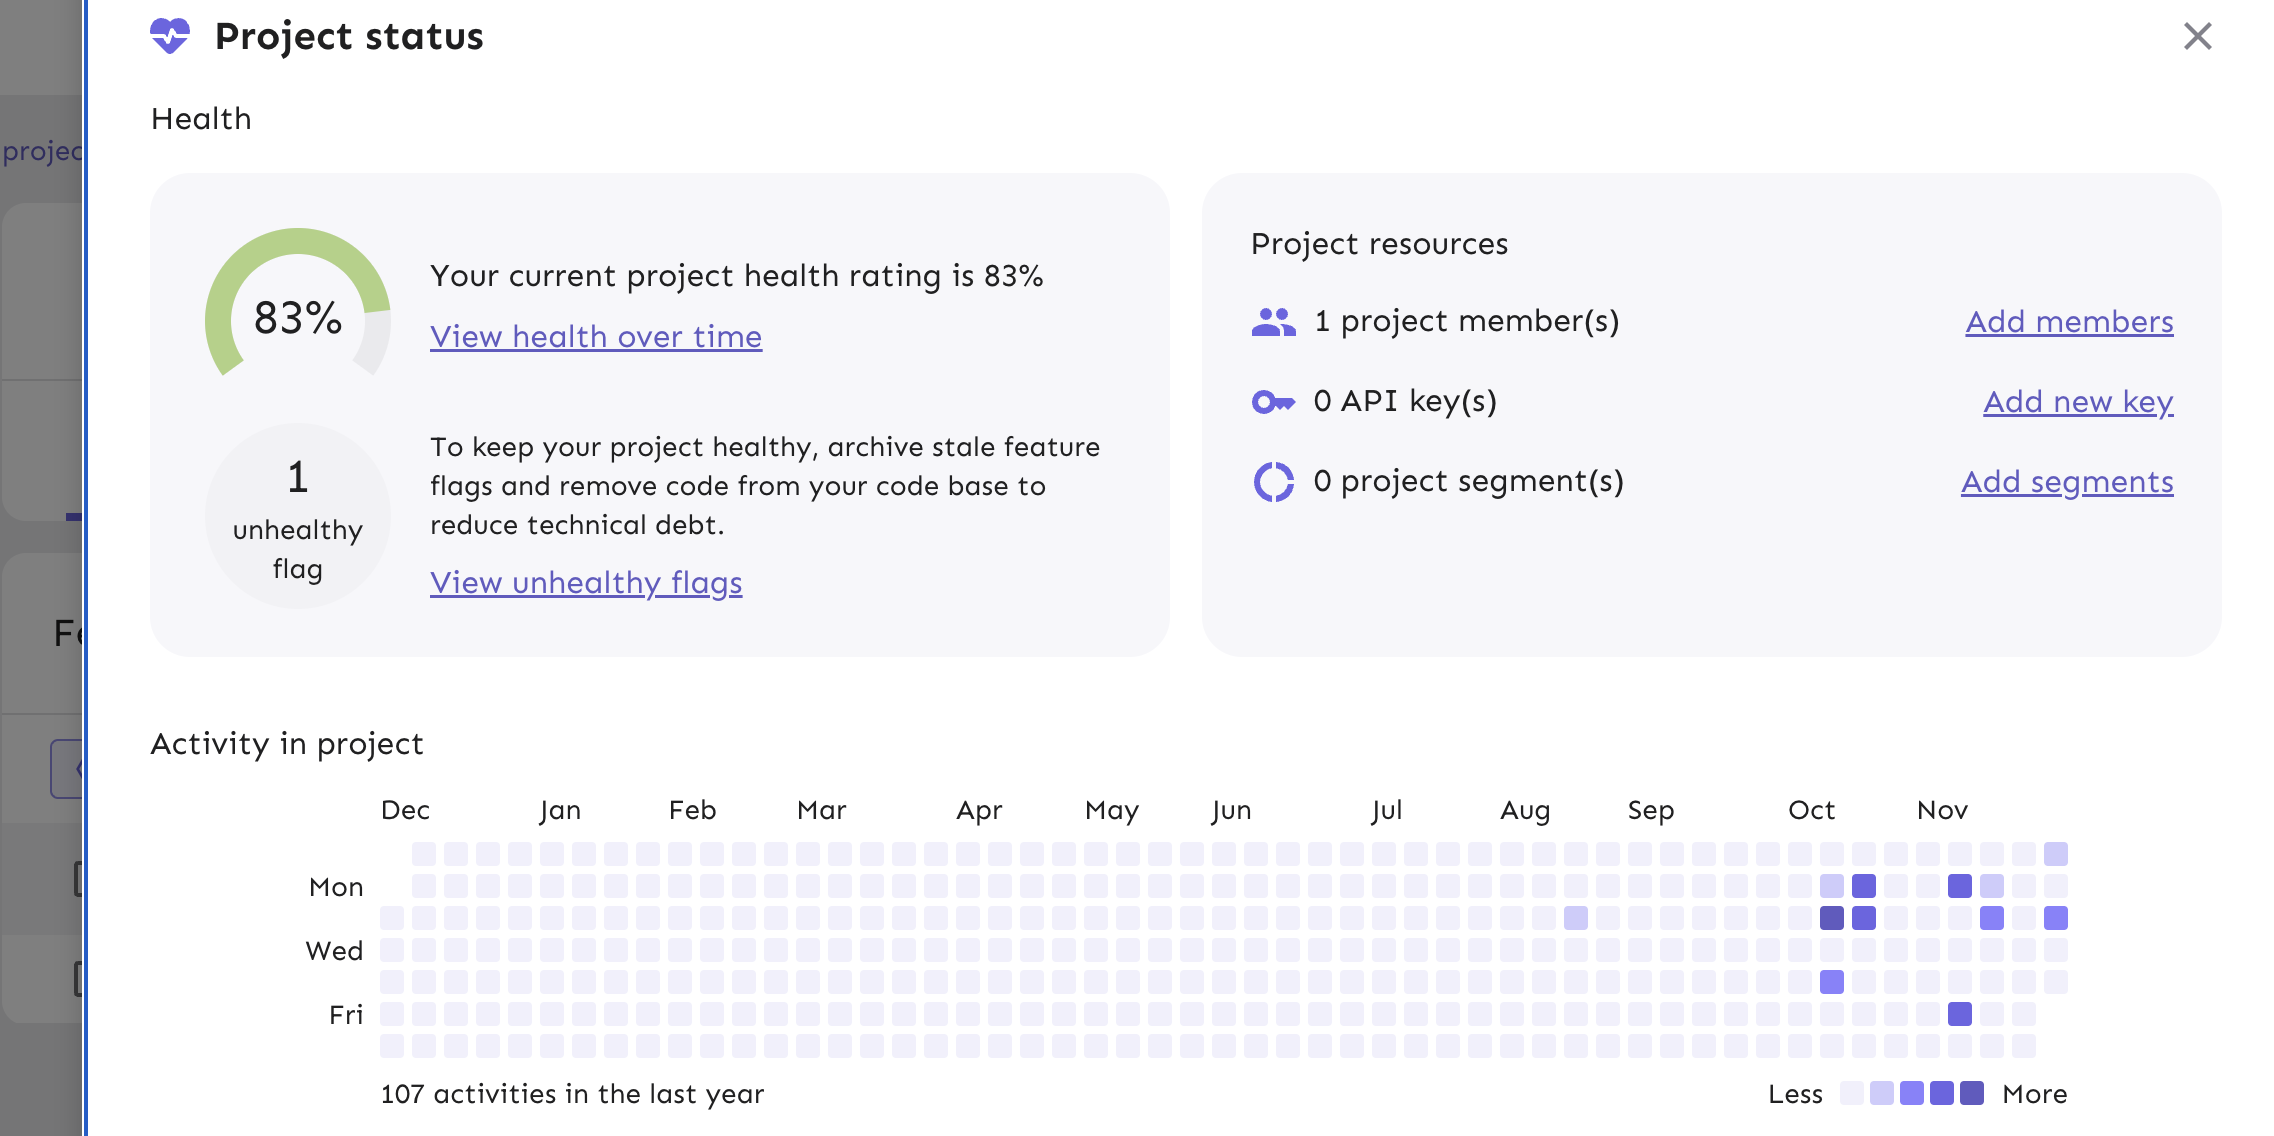 Project status
Health
projec
83%
Your current project health rating is 83%
View health over time
1
unhealthy
flag
To keep your project healthy, archive stale feature
flags and remove code from your code base to
reduce technical debt.
View unhealthy flags
Project resources
1 project member(s)
Add members
0 API key(s)
Add new key
0 project segment(s)
Add segments
Fe
Activity in project
Dec Jan Feb Mar Apr May Jun Jul Aug Sep Oct Nov
Mon
Wed
Fri
107 activities in the last year
Less More